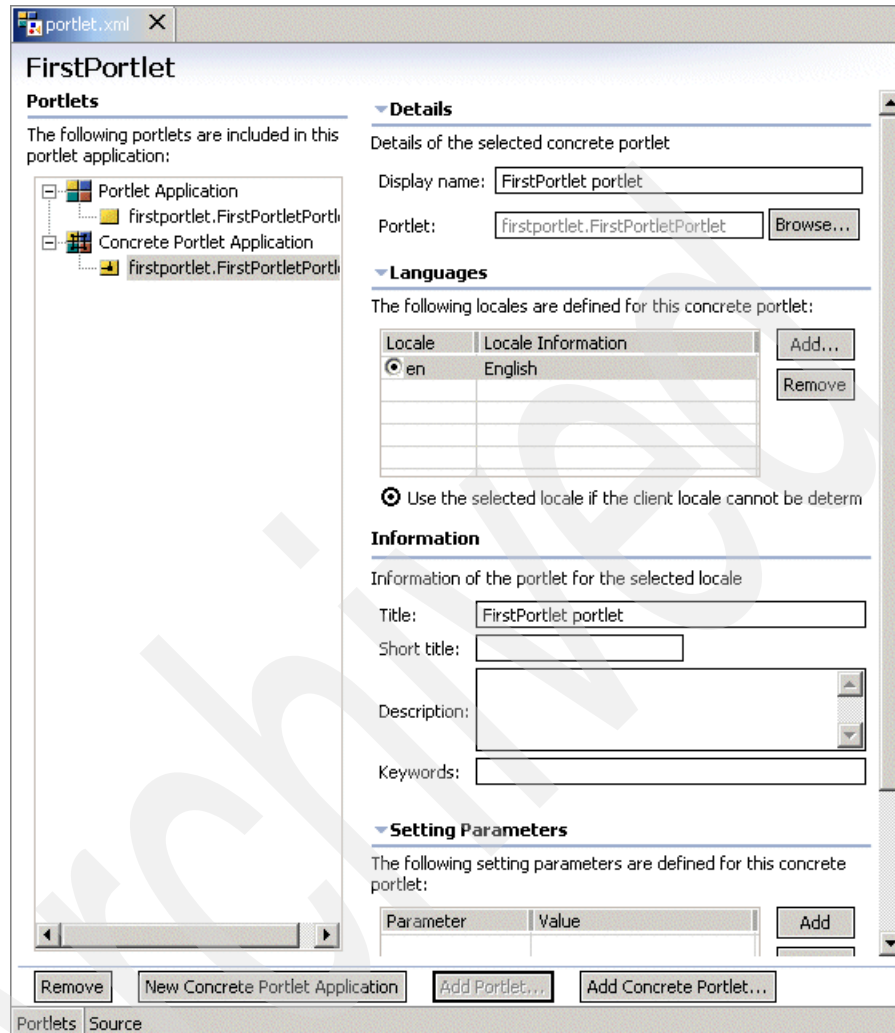 portlet.xml
FirstPortlet
Portlets
The following portlets are included in this
portlet application:
Portlet Application
firstportlet.FirstPortletPortl
Concrete Portlet Application
firstportlet.FirstPortletPortl
Details
Details of the selected concrete portlet
Display name: FirstPortlet portlet
Portlet: firstportlet.FirstPortletPortlet Browse...
Languages
The following locales are defined for this concrete portlet:
Locale Locale Information Add...
en English
Remove
Use the selected locale if the client locale cannot be determ
Information
Information of the portlet for the selected locale
Title: FirstPortlet portlet
Short title:
Description:
Keywords:
Setting Parameters
The following setting parameters are defined for this concrete
portlet:
Parameter Value Add
Remove New Concrete Portlet Application Add Portlet... Add Concrete Portlet...
Portlets Source
Archived